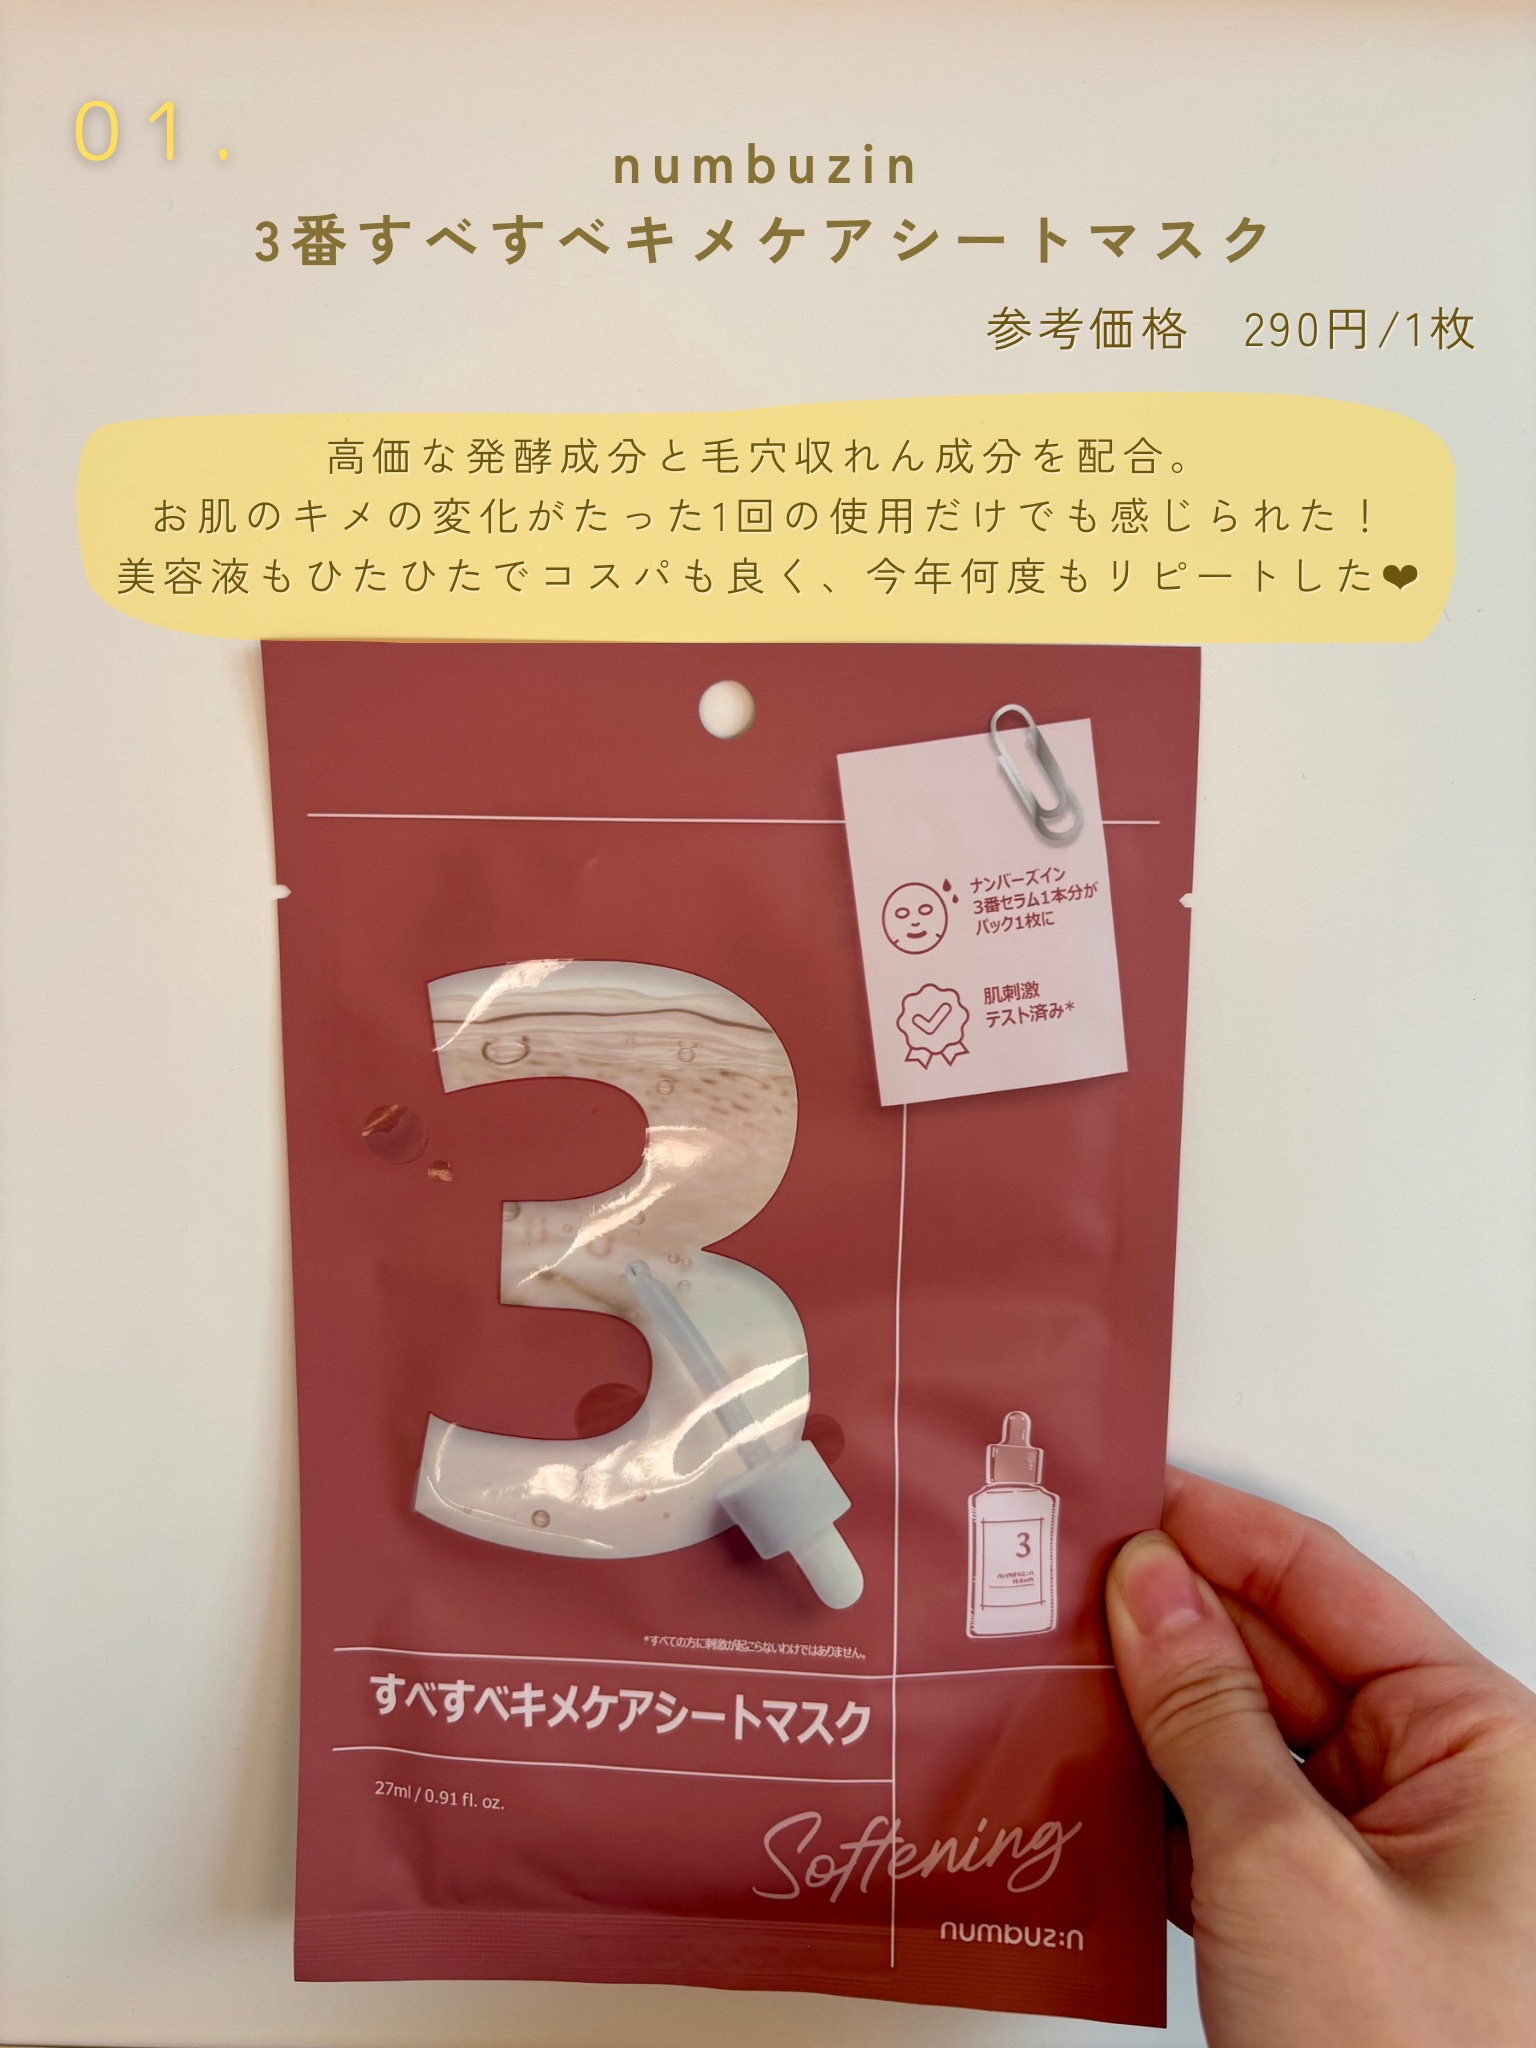 01.
numbuzin
3番すべすべキメケアシートマスク
参考価格　290円/1枚
高価な発酵成分と毛穴収れん成分を配合。
お肌のキメの変化がたった1回の使用だけでも感じられた！
美容液もひたひたでコスパも良く、今年何度もリピートした❤
ナンバーズイン
3番セラム1本分が
パック1枚に
肌刺激
テスト済み*
3
3
numbuz:n
serum
*すべての方に刺激が起こらないわけではありません。
すべすべキメケアシートマスク
27ml / 0.91 fl. oz.
Softening
numbuz:n